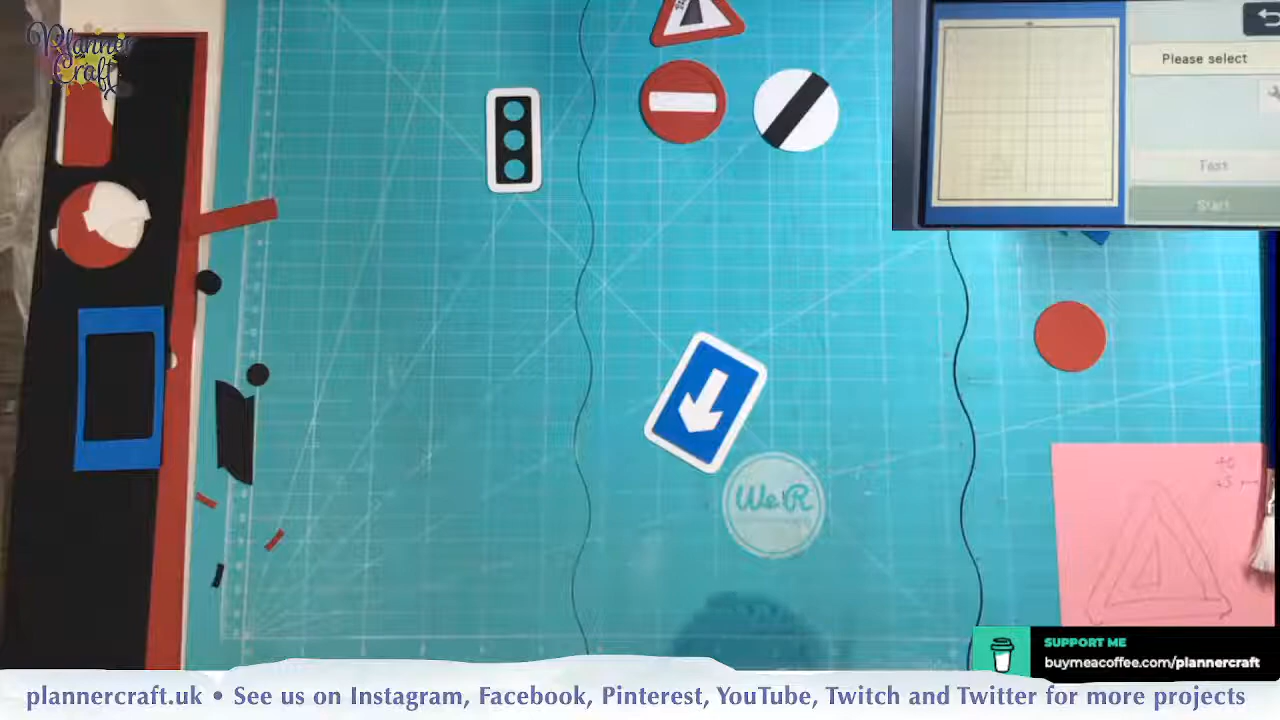 Planner
Craft
Please select
Test
Start
We R
SUPPORT ME
buymeacoffee.com/plannercraft
plannercraft.uk • See us on Instagram, Facebook, Pinterest, YouTube, Twitch and Twitter for more projects